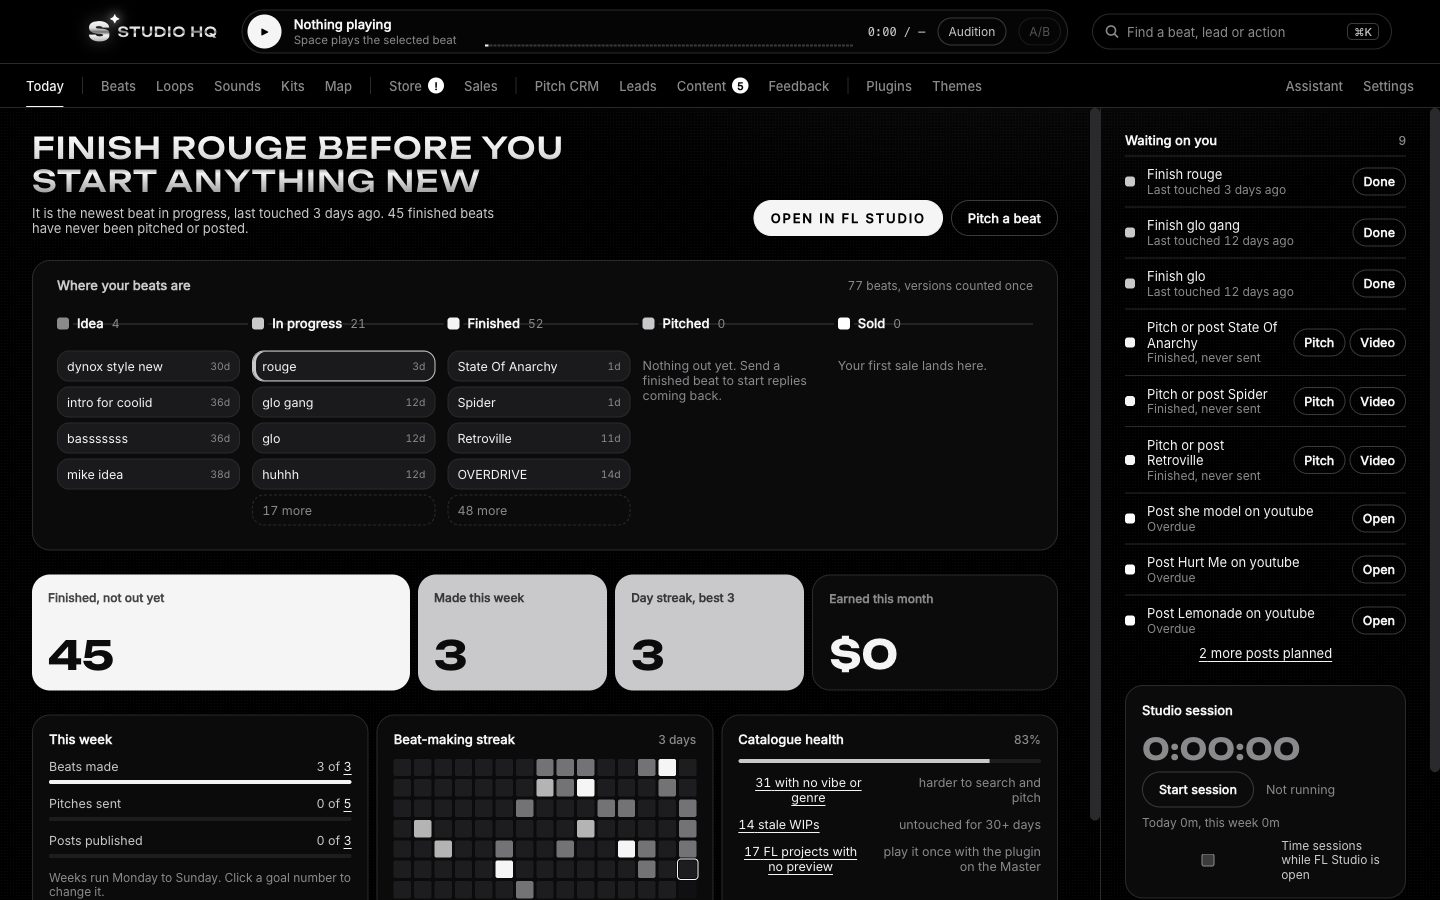 STUDIO HQ
Nothing playing
Space plays the selected beat
0:00 / –
Audition
A/B
Find a beat, lead or action
⌘K
Today
Beats
Loops
Sounds
Kits
Map
Store !
Sales
Pitch CRM
Leads
Content 5
Feedback
Plugins
Themes
Assistant
Settings
FINISH ROUGE BEFORE YOU
START ANYTHING NEW
It is the newest beat in progress, last touched 3 days ago. 45 finished beats
have never been pitched or posted.
OPEN IN FL STUDIO
Pitch a beat
Where your beats are
77 beats, versions counted once
Idea 4
dynox style new 30d
intro for coolid 36d
basssssss 36d
mike idea 38d
In progress 21
rouge 3d
glo gang 12d
glo 12d
huhhh 12d
17 more
Finished 52
State Of Anarchy 1d
Spider 1d
Retroville 11d
OVERDRIVE 14d
48 more
Pitched 0
Nothing out yet. Send a
finished beat to start replies
coming back.
Sold 0
Your first sale lands here.
Finished, not out yet
45
Made this week
3
Day streak, best 3
3
Earned this month
$0
This week
Beats made 3 of 3
Pitches sent 0 of 5
Posts published 0 of 3
Weeks run Monday to Sunday. Click a goal number to
change it.
Beat-making streak 3 days
Catalogue health 83%
31 with no vibe or
genre
harder to search and
pitch
14 stale WIPs
untouched for 30+ days
17 FL projects with
no preview
play it once with the plugin
on the Master
Waiting on you 9
Finish rouge
Last touched 3 days ago
Done
Finish glo gang
Last touched 12 days ago
Done
Finish glo
Last touched 12 days ago
Done
Pitch or post State Of
Anarchy
Finished, never sent
Pitch
Video
Pitch or post Spider
Finished, never sent
Pitch
Video
Pitch or post
Retroville
Finished, never sent
Pitch
Video
Post she model on youtube
Overdue
Open
Post Hurt Me on youtube
Overdue
Open
Post Lemonade on youtube
Overdue
Open
2 more posts planned
Studio session
0:00:00
Start session
Not running
Today 0m, this week 0m
Time sessions
while FL Studio is
open